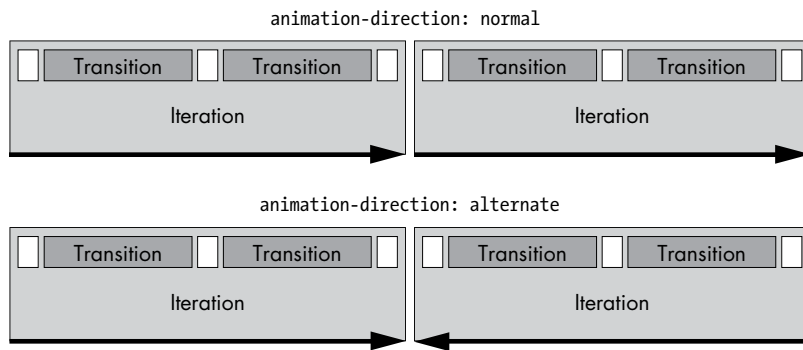 animation-direction: normal
Transition Transition Transition Transition
Iteration Iteration
animation-direction: alternate
Transition Transition Transition Transition
Iteration Iteration